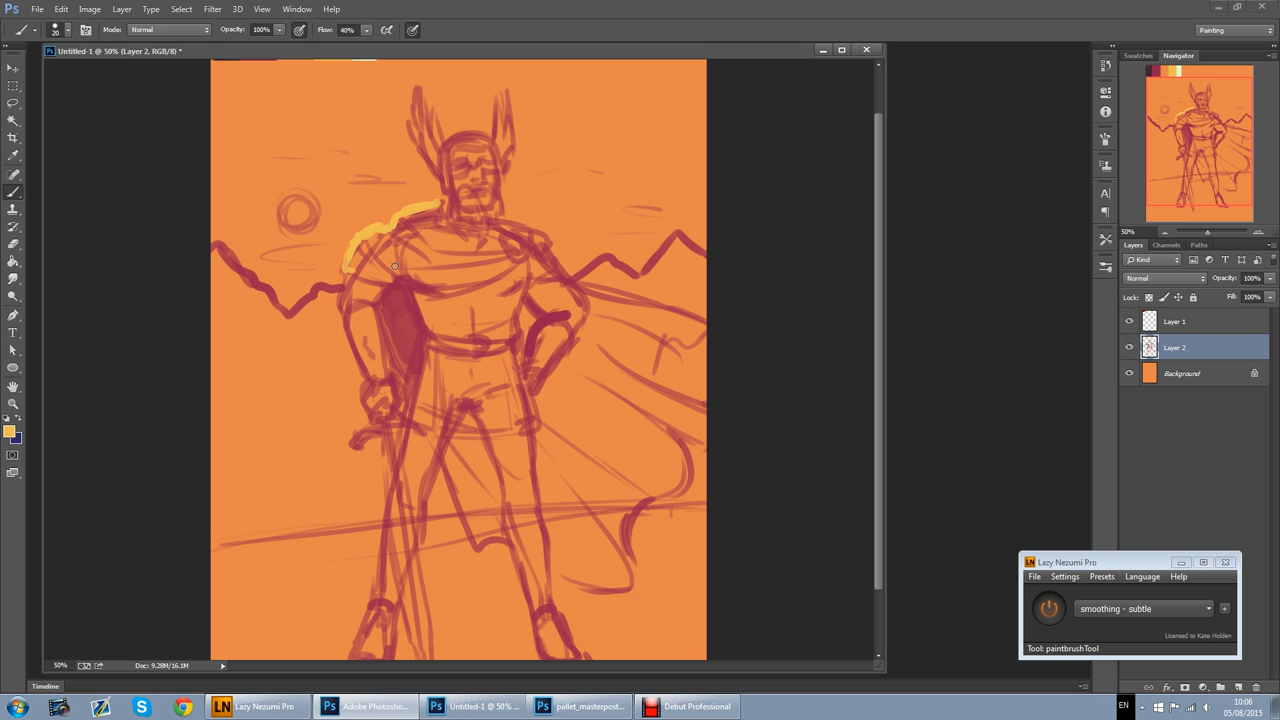 Ps File Edit Image Layer Type Select Filter 3D View Window Help
20 Mode: Normal Opacity: 100% Flow: 40% Painting
Untitled-1 @ 50% (Layer 2, RGB/8) *
Swatches Navigator
50%
Layers Channels Paths
Kind
Normal Opacity: 100%
Lock: Fill: 100%
Layer 1
Layer 2
Background
Lazy Nezumi Pro
File Settings Presets Language Help
smoothing - subtle
Licensed to Kate Holden
Tool: paintbrushTool
50% Doc: 9.28M/16.1M
Timeline
Lazy Nezumi Pro
Adobe Photosho...
Untitled-1 @ 50% ...
pallet_masterpost...
Debut Professional
EN
10:06
05/08/2015